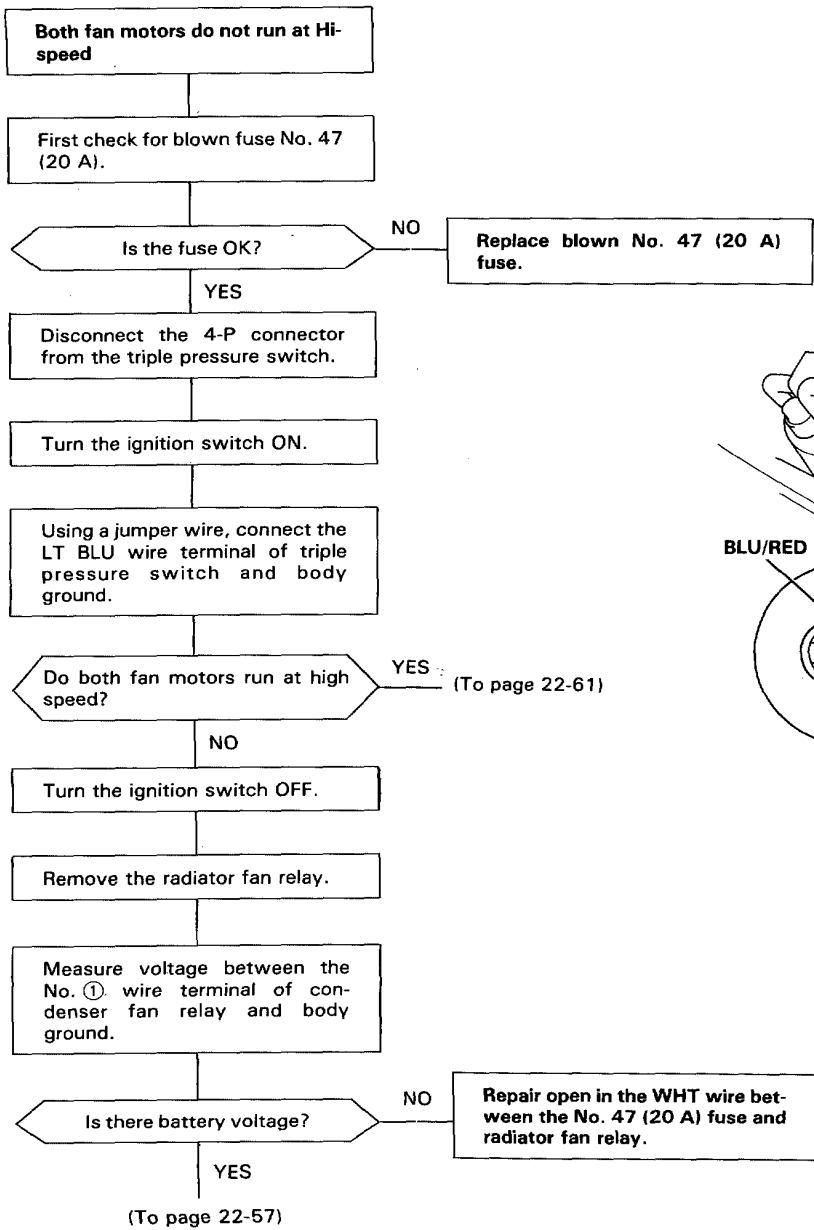 Both fan motors do not run at Hi-
speed
First check for blown fuse No. 47
(20 A).
Is the fuse OK?
NO
Replace blown No. 47 (20 A)
fuse.
YES
Disconnect the 4-P connector
from the triple pressure switch.
Turn the ignition switch ON.
Using a jumper wire, connect the
LT BLU wire terminal of triple
pressure switch and body
ground.
BLU/RED
Do both fan motors run at high
speed?
YES
(To page 22-61)
NO
Turn the ignition switch OFF.
Remove the radiator fan relay.
Measure voltage between the
No. ① wire terminal of con-
denser fan relay and body
ground.
Is there battery voltage?
NO
Repair open in the WHT wire bet-
ween the No. 47 (20 A) fuse and
radiator fan relay.
YES
(To page 22-57)